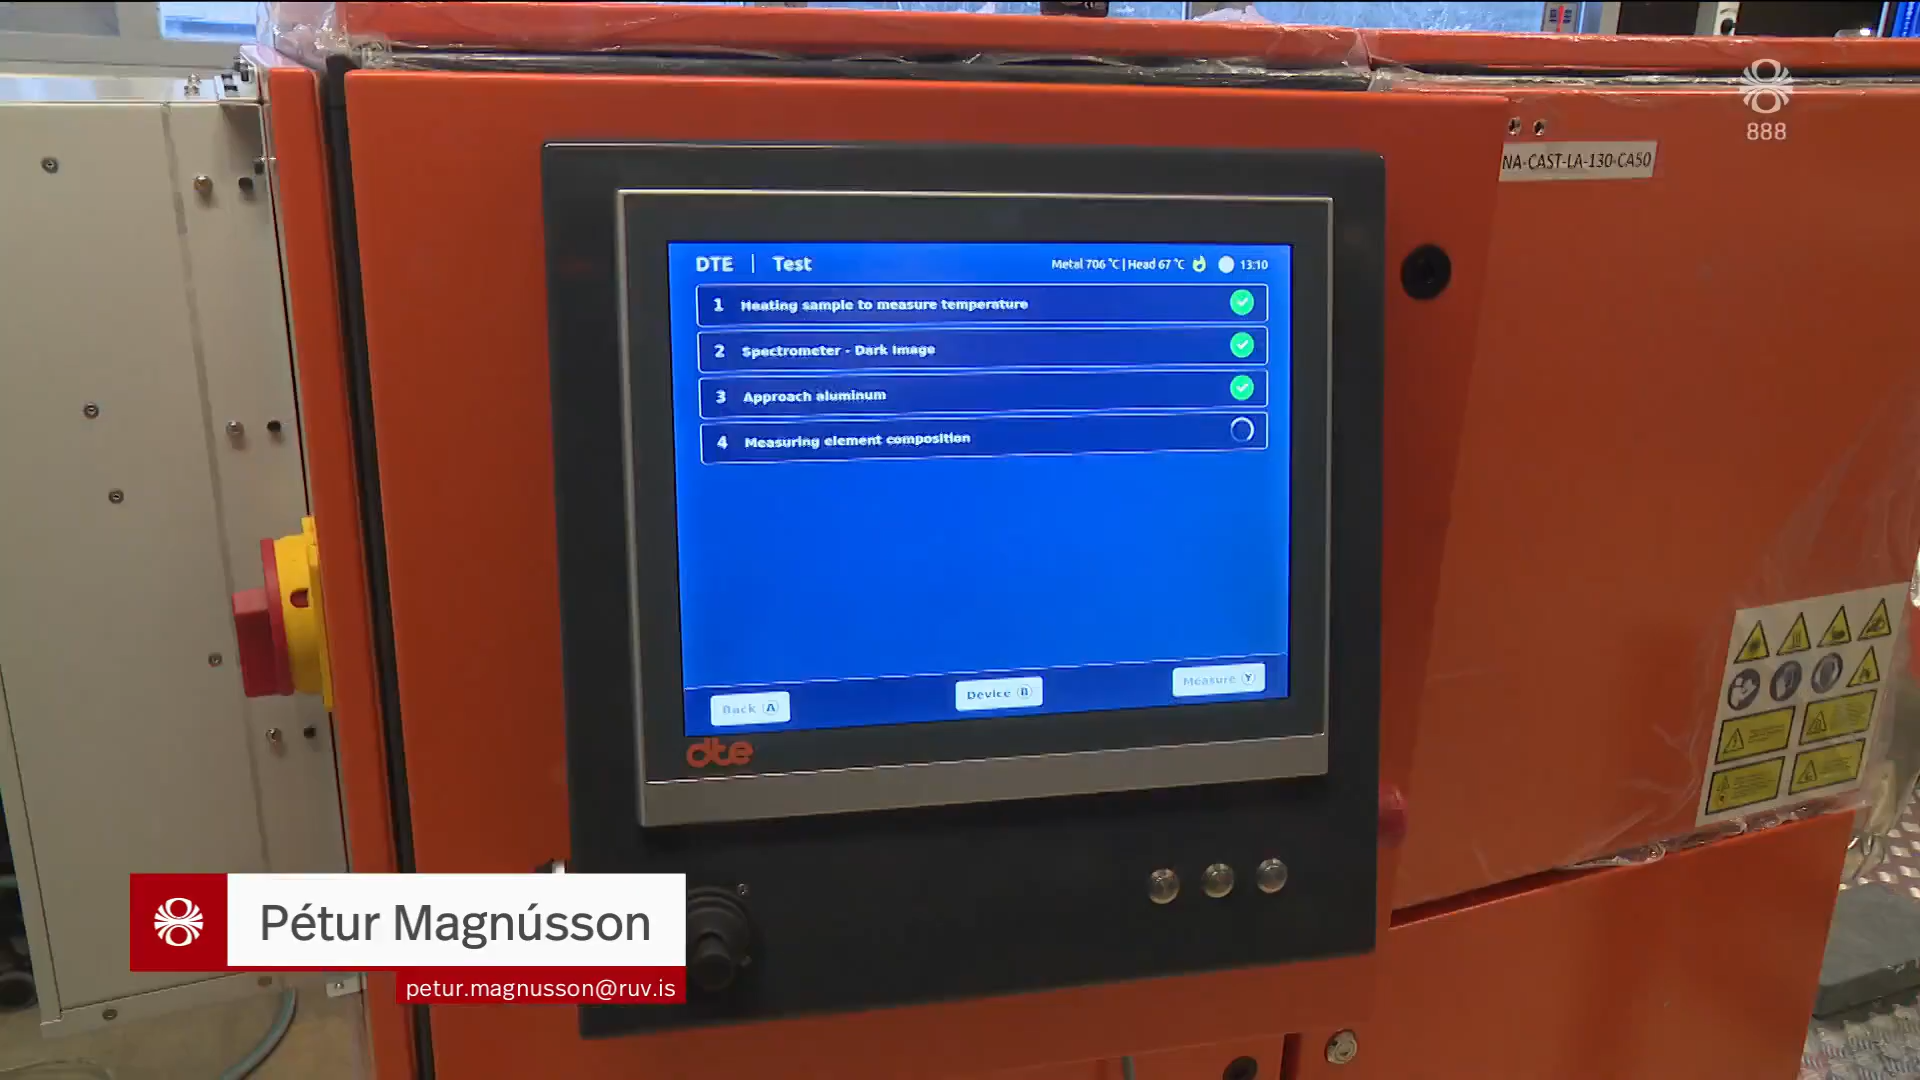 888
NA-CAST-LA-130-CA50
DTE | Test
Metal 706 °C | Head 67 °C 13:10
1 Heating sample to measure temperature
2 Spectrometer - Dark Image
3 Approach aluminum
4 Measuring element composition
Back A
Device B
Measure Y
dte
Pétur Magnússon
petur.magnusson@ruv.is